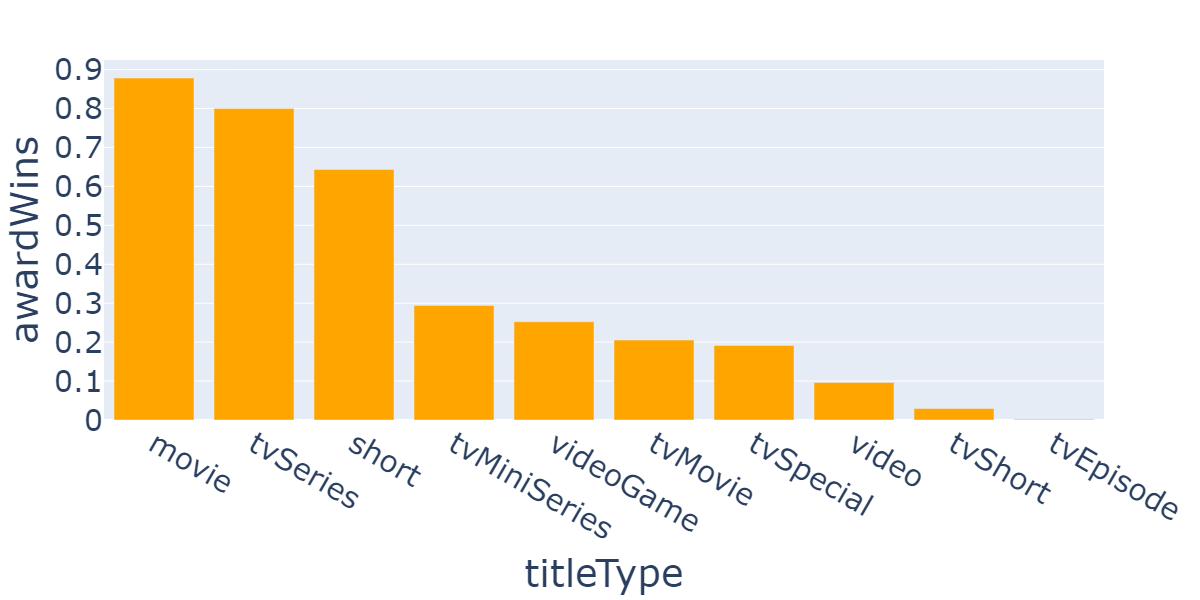 awardWins
0.9
0.8
0.7
0.6
0.5
0.4
0.3
0.2
0.1
0
movie
tvSeries
short
tvMiniSeries
videoGame
tvMovie
tvSpecial
video
tvShort
tvEpisode
titleType